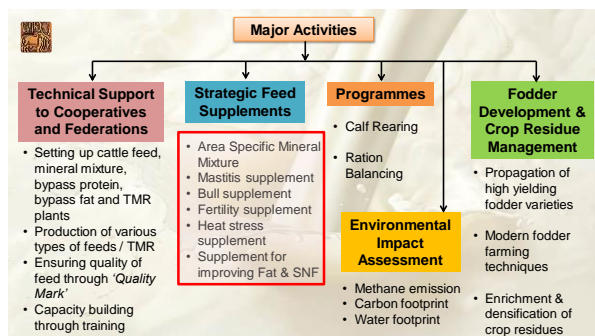 Major Activities
Technical Support
to Cooperatives
and Federations
• Setting up cattle feed,
mineral mixture,
bypass protein,
bypass fat and TMR
plants
• Production of various
types of feeds / TMR
• Ensuring quality of
feed through ‘Quality
Mark’
• Capacity building
through training
Strategic Feed
Supplements
• Area Specific Mineral
Mixture
• Mastitis supplement
• Bull supplement
• Fertility supplement
• Heat stress
supplement
• Supplement for
improving Fat & SNF
Programmes
• Calf Rearing
• Ration
Balancing
Environmental
Impact
Assessment
• Methane emission
• Carbon footprint
• Water footprint
Fodder
Development &
Crop Residue
Management
• Propagation of
high yielding
fodder varieties
• Modern fodder
farming
techniques
• Enrichment &
densification of
crop residues